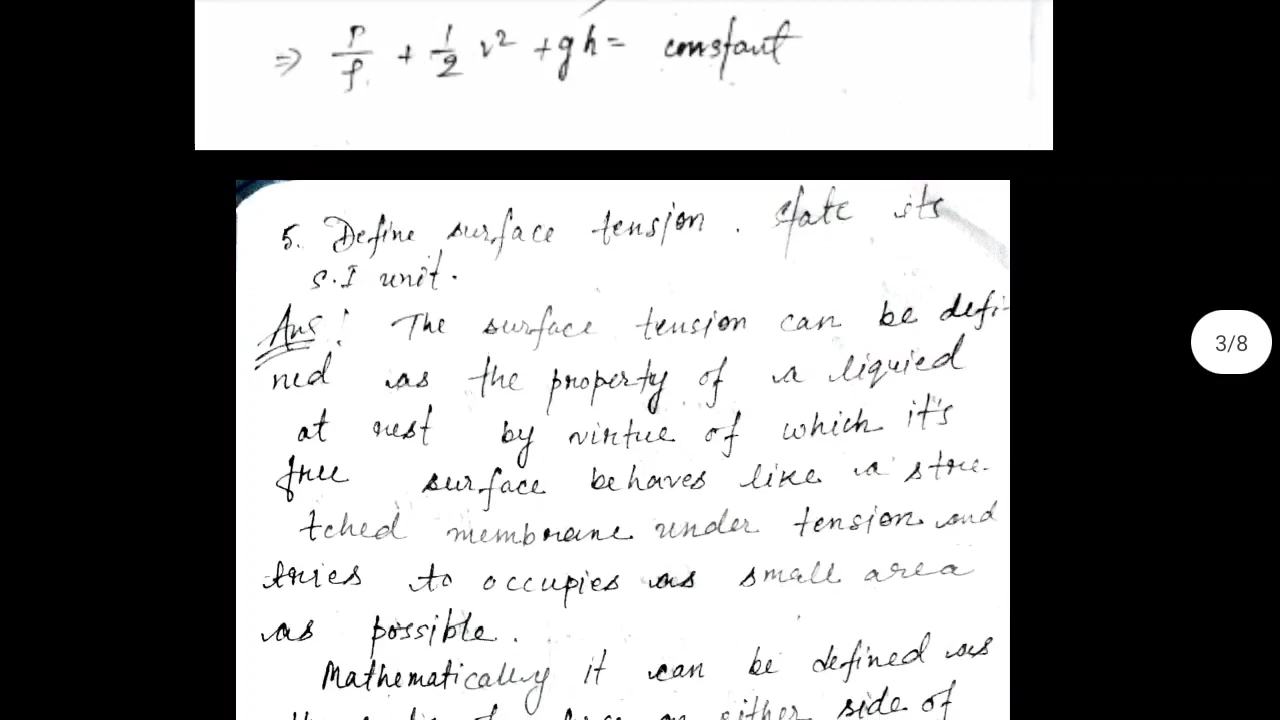 ⇒ P/ρ + 1/2 v² + gh = constant
5. Define surface tension. State its
S.I unit.
Ans: The surface tension can be defi-
ned as the property of a liquied
at rest by virtue of which it's
free surface behaves like a stre-
tched membrane under tension and
tries to occupies as small area
as possible.
Mathematically it can be defined as
either side of
3/8